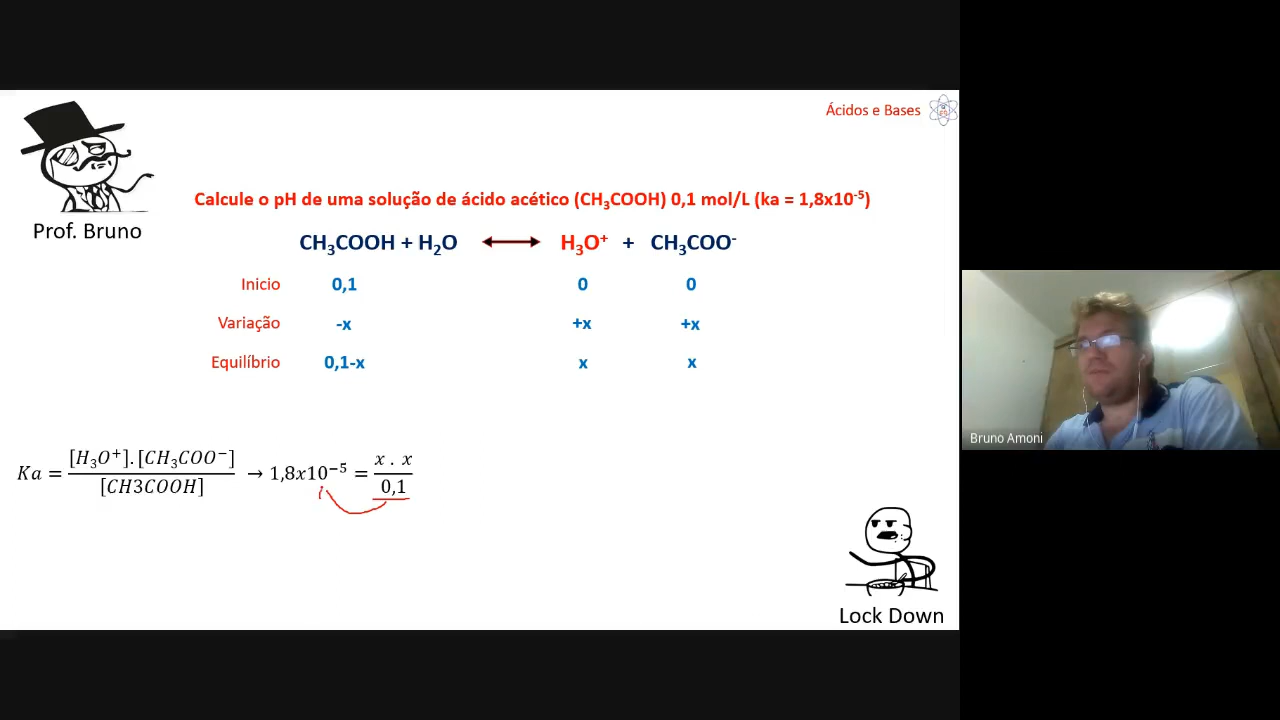 Ácidos e Bases
Prof. Bruno
Calcule o pH de uma solução de ácido acético (CH₃COOH) 0,1 mol/L (ka = 1,8x10⁻⁵)
CH₃COOH + H₂O ⟷ H₃O⁺ + CH₃COO⁻
Inicio 0,1 0 0
Variação -x +x +x
Equilíbrio 0,1-x x x
Ka = [H₃O⁺].[CH₃COO⁻] / [CH3COOH] → 1,8x10⁻⁵ = x . x / 0,1
Bruno Amoni
Lock Down